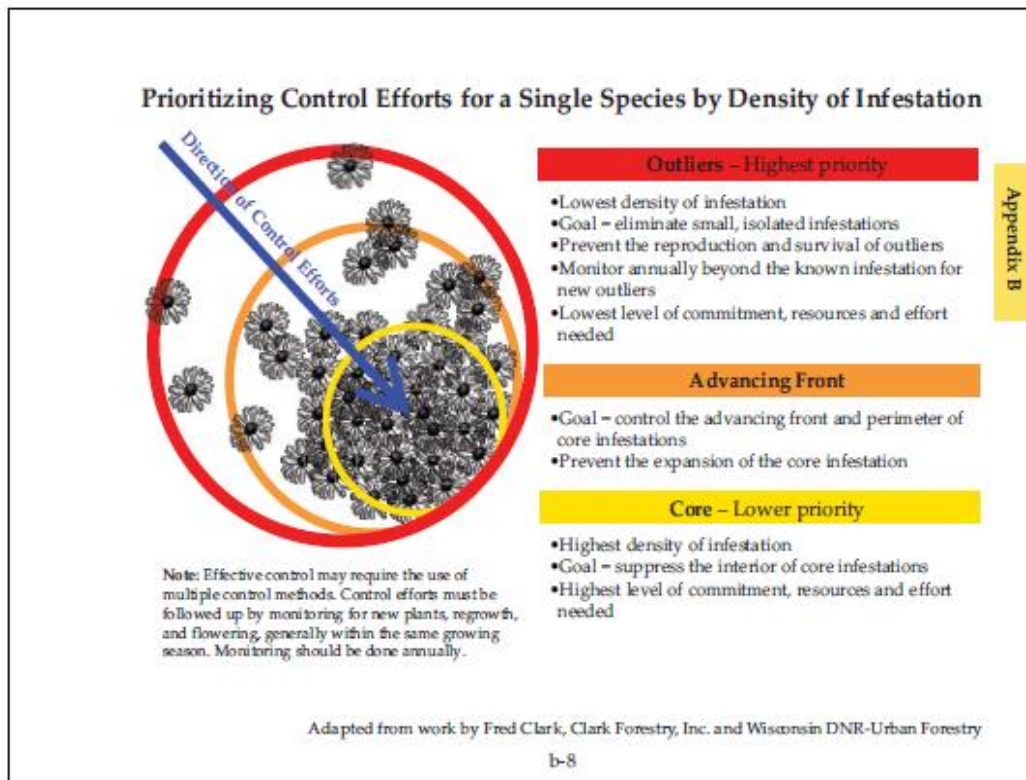 Prioritizing Control Efforts for a Single Species by Density of Infestation
Direction of Control Efforts
Outliers – Highest priority
•Lowest density of infestation
•Goal = eliminate small, isolated infestations
•Prevent the reproduction and survival of outliers
•Monitor annually beyond the known infestation for
new outliers
•Lowest level of commitment, resources and effort
needed
Appendix B
Advancing Front
•Goal = control the advancing front and perimeter of
core infestations
•Prevent the expansion of the core infestation
Core – Lower priority
•Highest density of infestation
•Goal = suppress the interior of core infestations
•Highest level of commitment, resources and effort
needed
Note: Effective control may require the use of
multiple control methods. Control efforts must be
followed up by monitoring for new plants, regrowth,
and flowering, generally within the same growing
season. Monitoring should be done annually.
Adapted from work by Fred Clark, Clark Forestry, Inc. and Wisconsin DNR-Urban Forestry
b-8